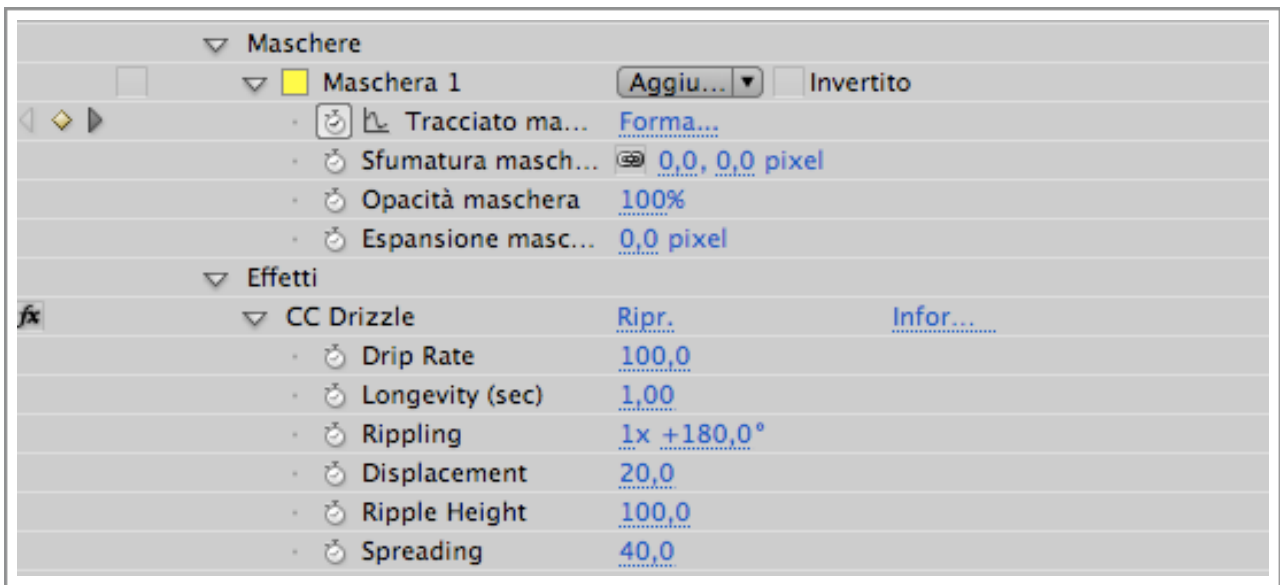 Maschere
Maschera 1 Aggiu... Invertito
Tracciato ma... Forma...
Sfumatura masch... 0,0, 0,0 pixel
Opacità maschera 100%
Espansione masc... 0,0 pixel
Effetti
fx CC Drizzle Ripr. Infor...
Drip Rate 100,0
Longevity (sec) 1,00
Rippling 1x +180,0°
Displacement 20,0
Ripple Height 100,0
Spreading 40,0